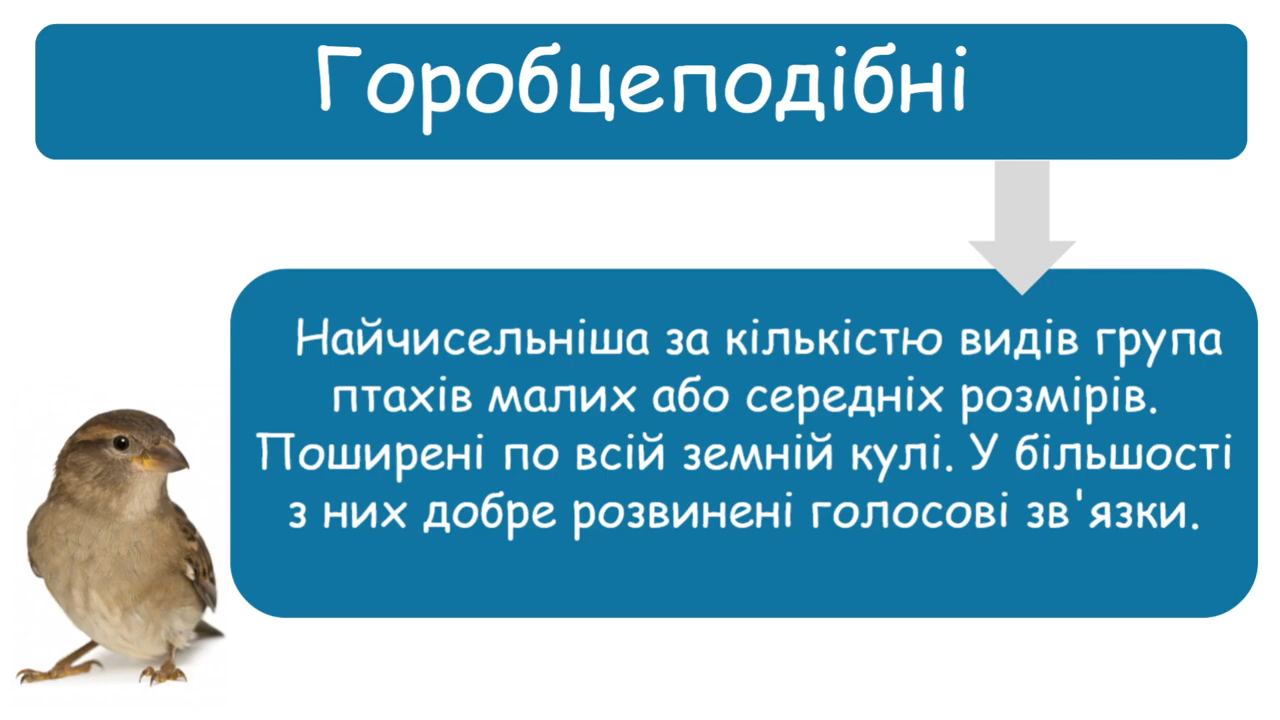 Горобцеподібні
Найчисельніша за кількістю видів група
птахів малих або середніх розмірів.
Поширені по всій земній кулі. У більшості
з них добре розвинені голосові зв'язки.